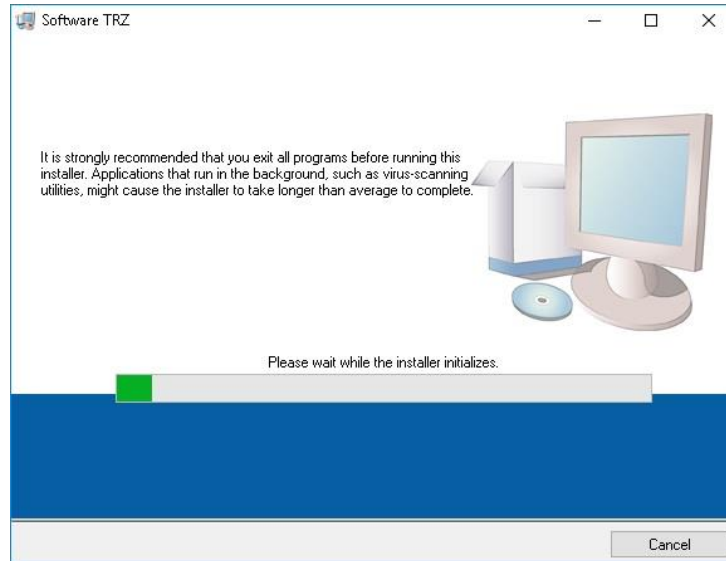 Software TRZ
It is strongly recommended that you exit all programs before running this
installer. Applications that run in the background, such as virus-scanning
utilities, might cause the installer to take longer than average to complete.
Please wait while the installer initializes.
Cancel